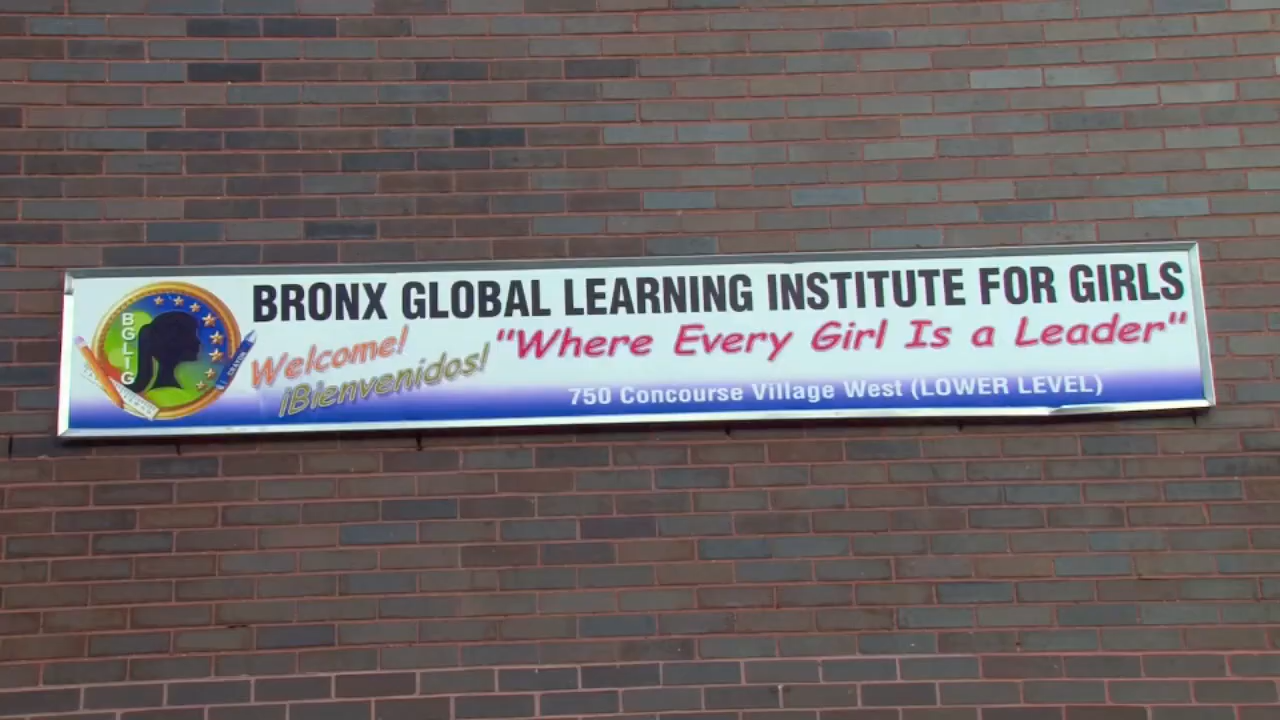 BRONX GLOBAL LEARNING INSTITUTE FOR GIRLS
Welcome!
¡Bienvenidos!
"Where Every Girl Is a Leader"
750 Concourse Village West (LOWER LEVEL)
BGLIG
CRAYON